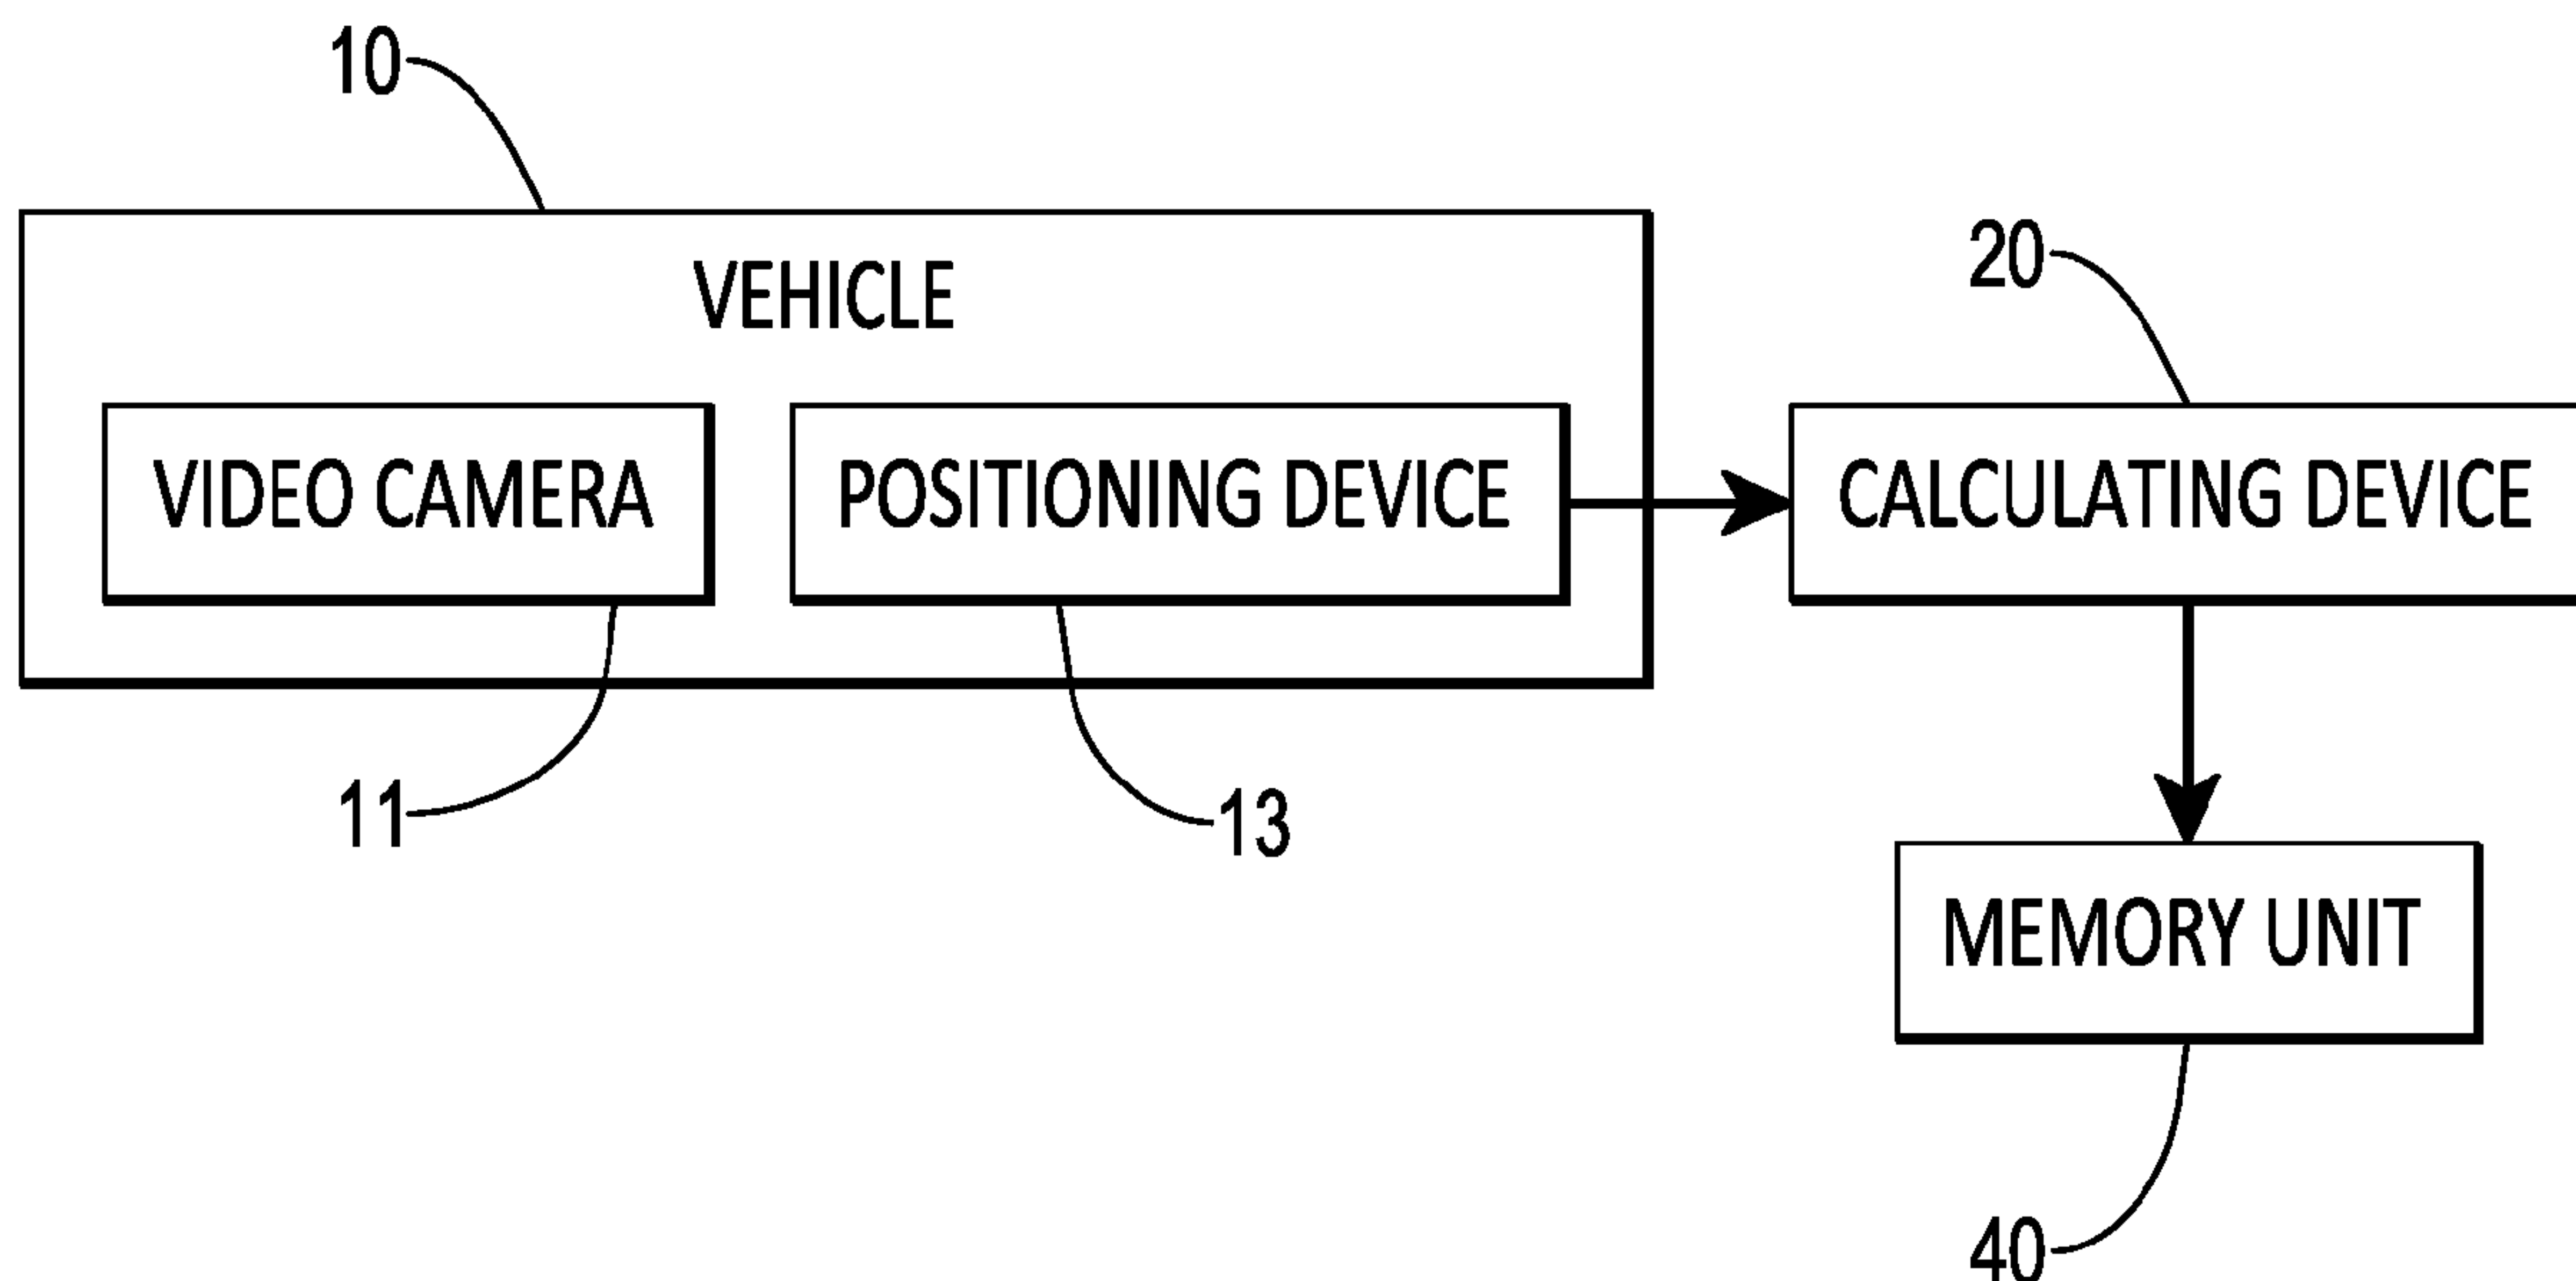 10
20
VEHICLE
VIDEO CAMERA
POSITIONING DEVICE
CALCULATING DEVICE
11
13
MEMORY UNIT
40